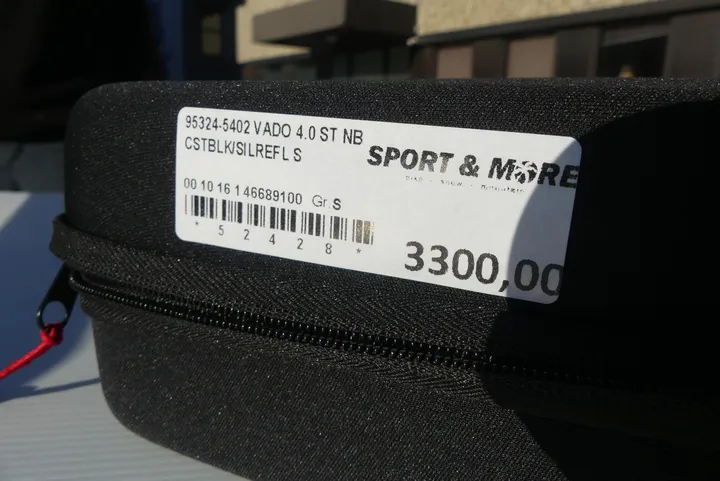 95324-5402 VADO 4.0 ST NB
CSTBLK/SILREFL S
SPORT & MORE
00 10 16 1 46689100 Gr S
* 5 2 4 2 8 *
3300,00